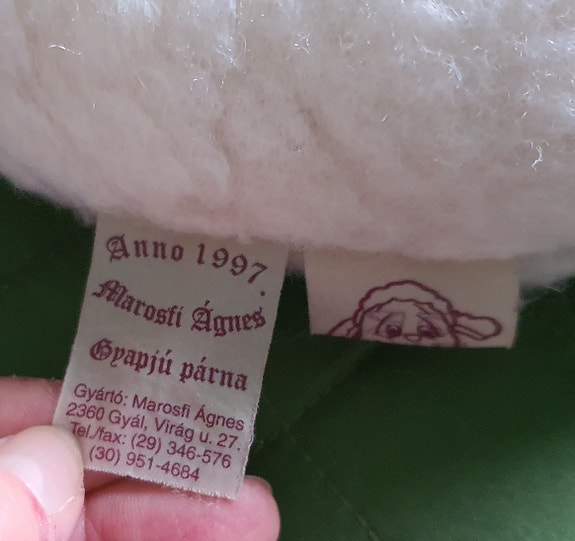 Anno 1997.
Marosfi Ágnes
Gyapjú párna
Gyártó: Marosfi Ágnes
2360 Gyál, Virág u. 27.
Tel./fax: (29) 346-576
(30) 951-4684